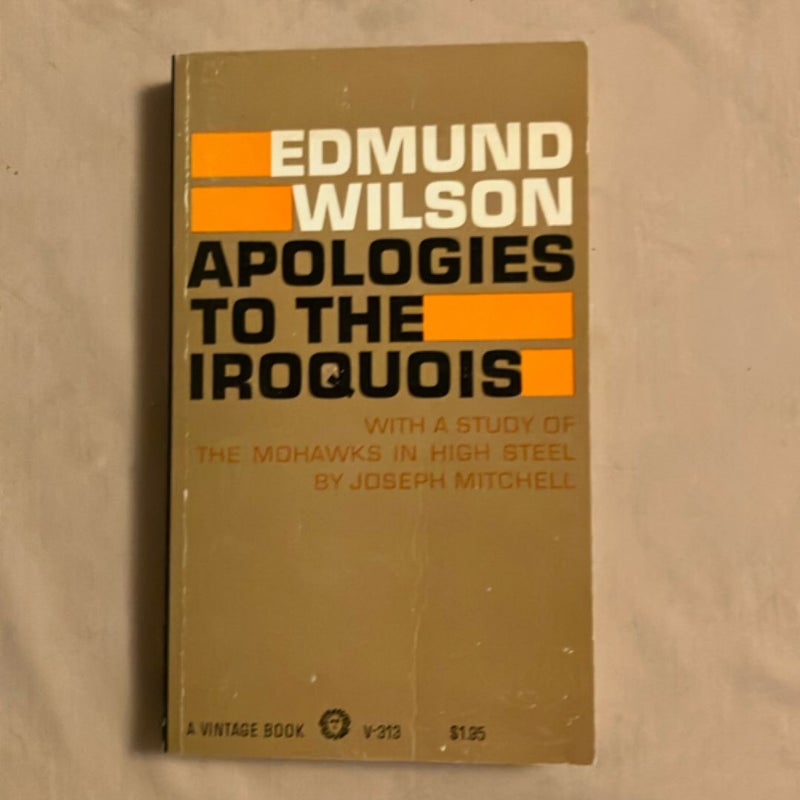 EDMUND
WILSON
APOLOGIES
TO THE
IROQUOIS
WITH A STUDY OF
THE MOHAWKS IN HIGH STEEL
BY JOSEPH MITCHELL
A VINTAGE BOOK V-313 $1.95